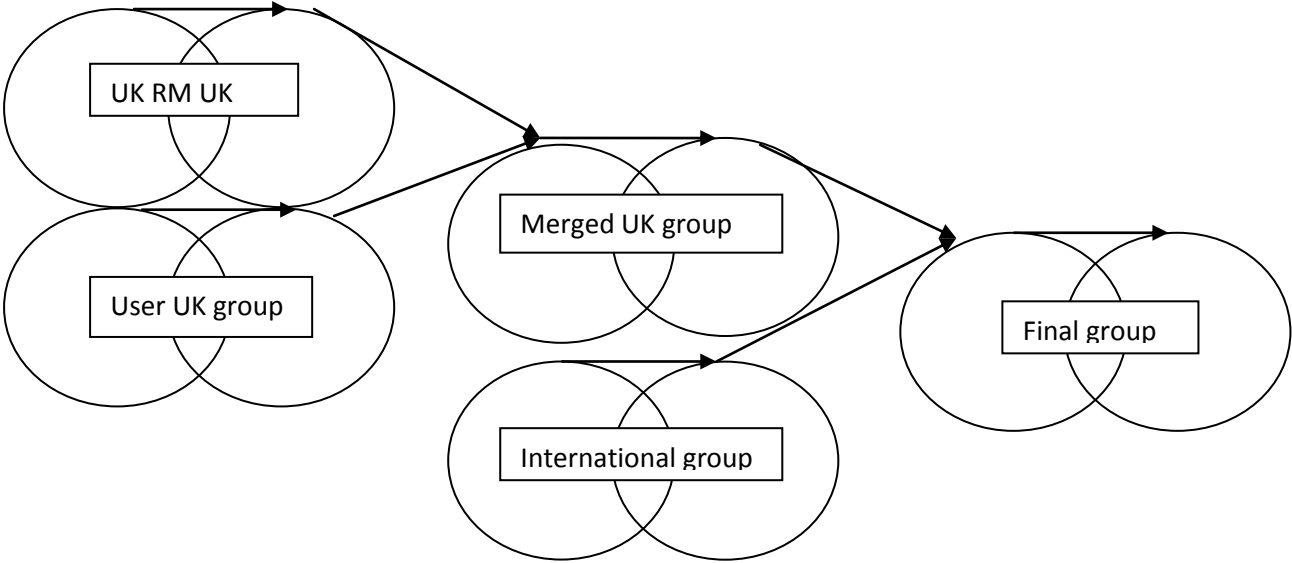 UK RM UK
User UK group
Merged UK group
International group
Final group